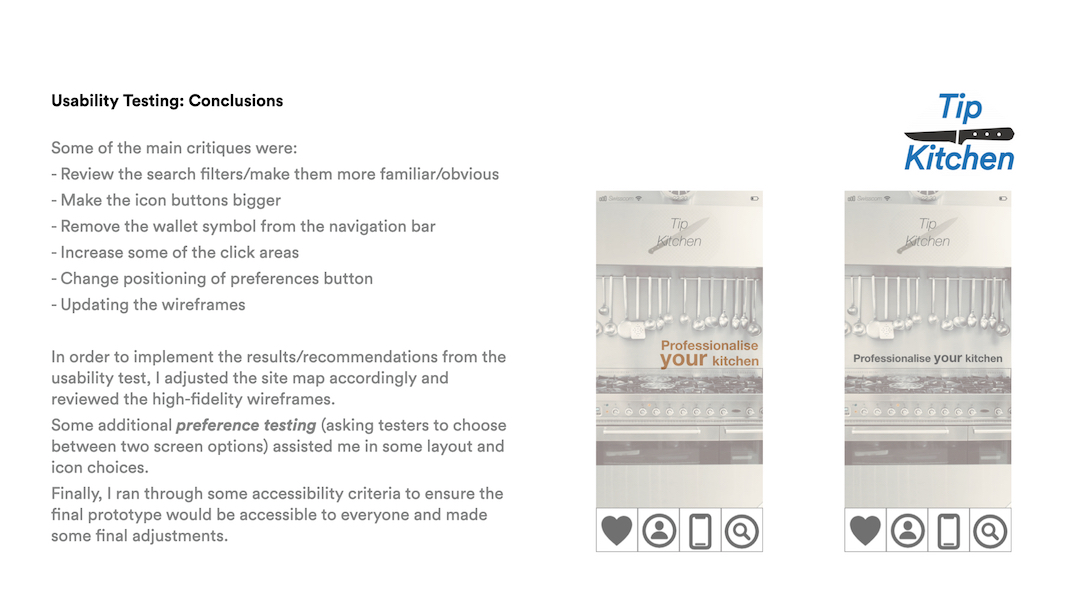 Usability Testing: Conclusions
Some of the main critiques were:
- Review the search filters/make them more familiar/obvious
- Make the icon buttons bigger
- Remove the wallet symbol from the navigation bar
- Increase some of the click areas
- Change positioning of preferences button
- Updating the wireframes
In order to implement the results/recommendations from the
usability test, I adjusted the site map accordingly and
reviewed the high-fidelity wireframes.
Some additional preference testing (asking testers to choose
between two screen options) assisted me in some layout and
icon choices.
Finally, I ran through some accessibility criteria to ensure the
final prototype would be accessible to everyone and made
some final adjustments.
Tip
Kitchen
Swisscom
Tip
Kitchen
Professionalise
your kitchen
Swisscom
Tip
Kitchen
Professionalise your kitchen